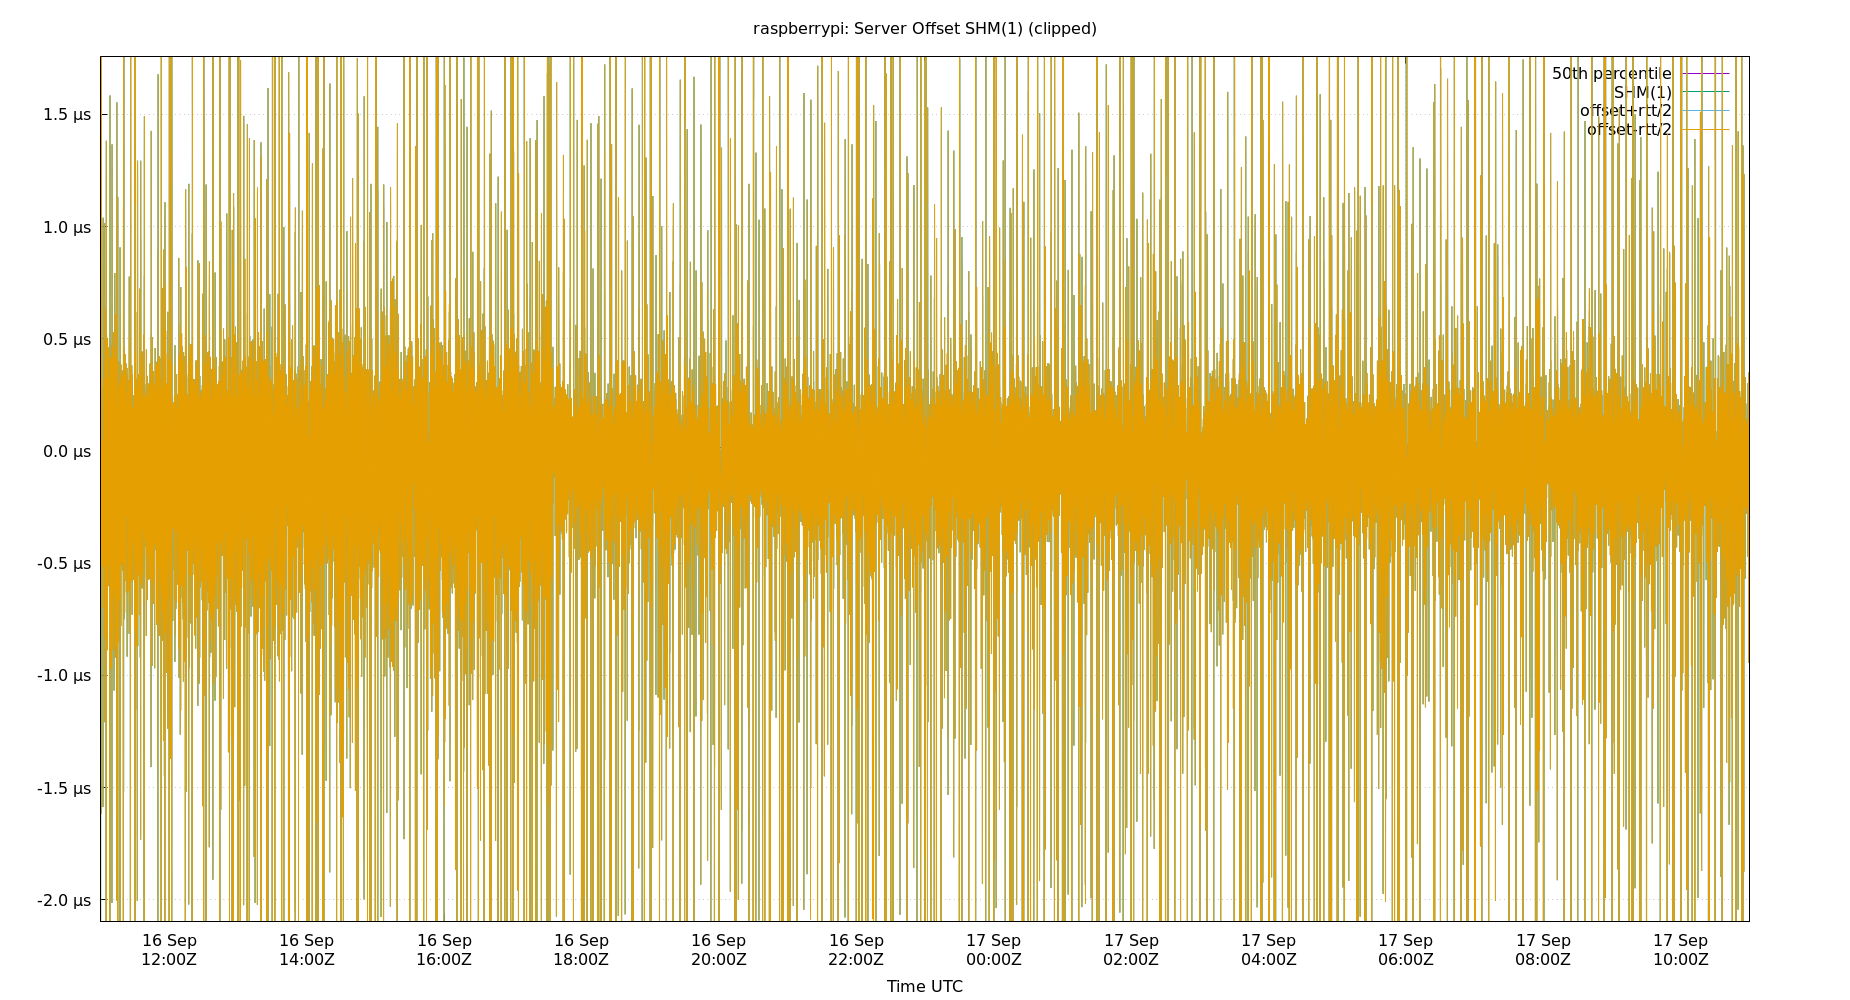 raspberrypi: Server Offset SHM(1) (clipped)
50th percentile
SHM(1)
offset+rtt/2
offset-rtt/2
1.5 µs
1.0 µs
0.5 µs
0.0 µs
-0.5 µs
-1.0 µs
-1.5 µs
-2.0 µs
16 Sep 16 Sep 16 Sep 16 Sep 16 Sep 16 Sep 17 Sep 17 Sep 17 Sep 17 Sep 17 Sep 17 Sep
12:00Z 14:00Z 16:00Z 18:00Z 20:00Z 22:00Z 00:00Z 02:00Z 04:00Z 06:00Z 08:00Z 10:00Z
Time UTC